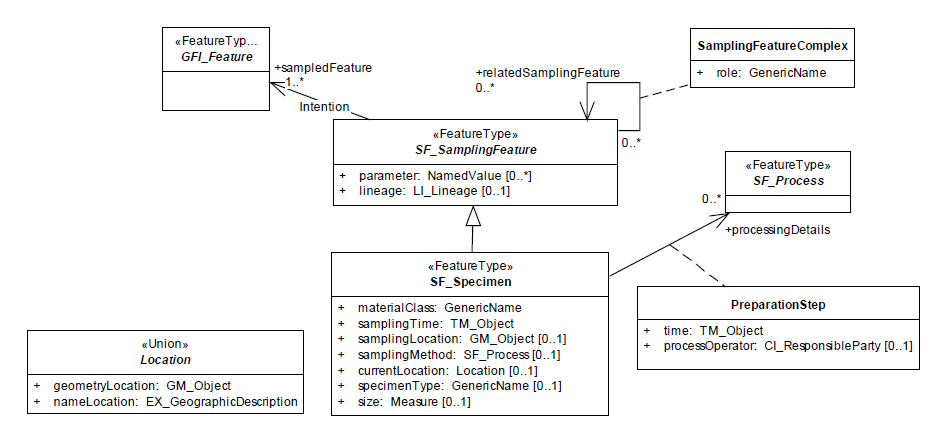 «FeatureTyp...
GFI_Feature
+sampledFeature
1..*
Intention
+relatedSamplingFeature
0..*
0..*
SamplingFeatureComplex
+ role: GenericName
«FeatureType»
SF_SamplingFeature
+ parameter: NamedValue [0..*]
+ lineage: LI_Lineage [0..1]
«FeatureType»
SF_Process
0..*
+processingDetails
«FeatureType»
SF_Specimen
+ materialClass: GenericName
+ samplingTime: TM_Object
+ samplingLocation: GM_Object [0..1]
+ samplingMethod: SF_Process [0..1]
+ currentLocation: Location [0..1]
+ specimenType: GenericName [0..1]
+ size: Measure [0..1]
PreparationStep
+ time: TM_Object
+ processOperator: CI_ResponsibleParty [0..1]
«Union»
Location
+ geometryLocation: GM_Object
+ nameLocation: EX_GeographicDescription